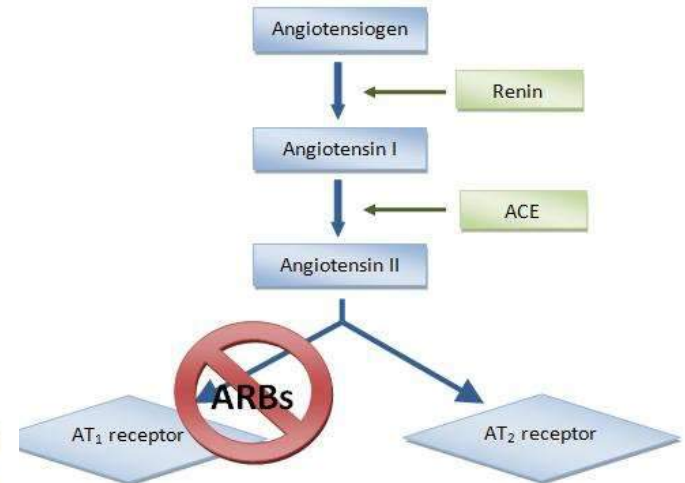 Angiotensiogen
Renin
Angiotensin I
ACE
Angiotensin II
ARBs
AT₁ receptor
AT₂ receptor